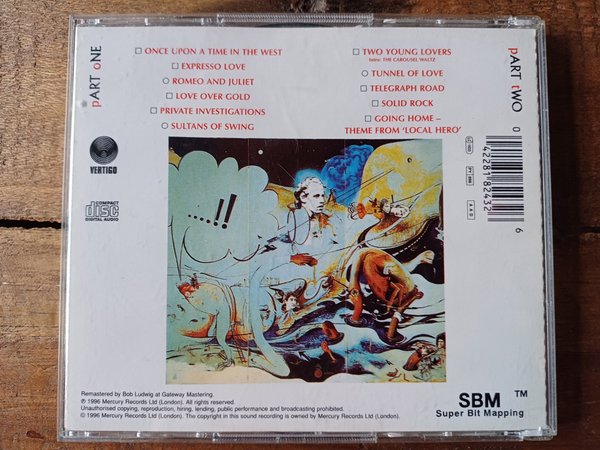 pART oNE
ONCE UPON A TIME IN THE WEST
EXPRESSO LOVE
ROMEO AND JULIET
LOVE OVER GOLD
PRIVATE INVESTIGATIONS
SULTANS OF SWING
pART tWO
TWO YOUNG LOVERS
Intro: THE CAROUSEL WALTZ
TUNNEL OF LOVE
TELEGRAPH ROAD
SOLID ROCK
GOING HOME –
THEME FROM 'LOCAL HERO'
VERTIGO
COMPACT
disc
DIGITAL AUDIO
0 42281 82432 6
AAD
...!!
Remastered by Bob Ludwig at Gateway Mastering.
℗ 1996 Mercury Records Ltd (London). All rights reserved.
Unauthorised copying, reproduction, hiring, lending, public performance and broadcasting prohibited.
© 1996 Mercury Records Ltd (London). The copyright in this sound recording is owned by Mercury Records Ltd (London).
SBM TM
Super Bit Mapping